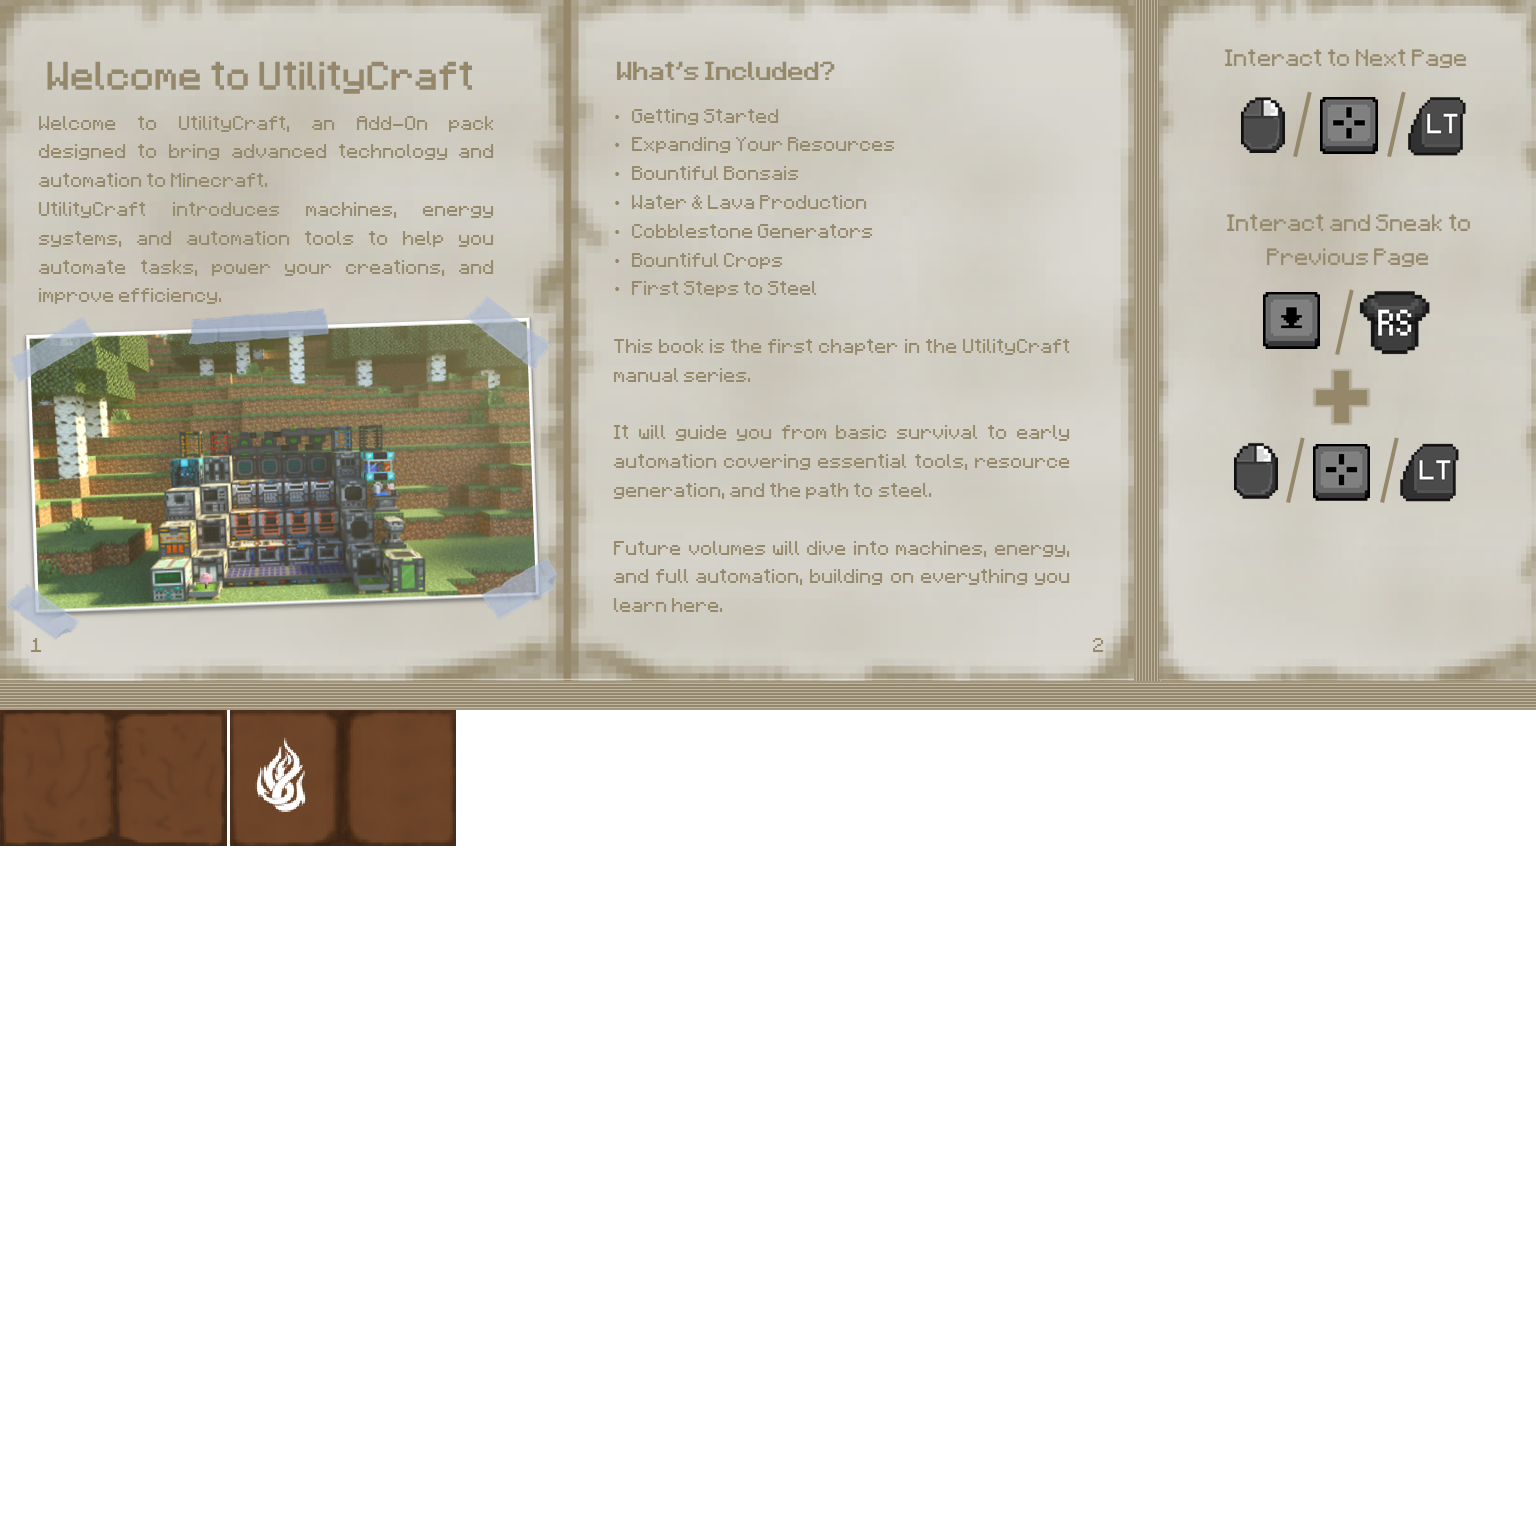 Welcome to UtilityCraft
Welcome to UtilityCraft, an Add-On pack
designed to bring advanced technology and
automation to Minecraft.
UtilityCraft introduces machines, energy
systems, and automation tools to help you
automate tasks, power your creations, and
improve efficiency.
1
What's Included?
• Getting Started
• Expanding Your Resources
• Bountiful Bonsais
• Water & Lava Production
• Cobblestone Generators
• Bountiful Crops
• First Steps to Steel
This book is the first chapter in the UtilityCraft
manual series.
It will guide you from basic survival to early
automation covering essential tools, resource
generation, and the path to steel.
Future volumes will dive into machines, energy,
and full automation, building on everything you
learn here.
2
Interact to Next Page
/ / LT
Interact and Sneak to
Previous Page
/ RS
+
/ / LT